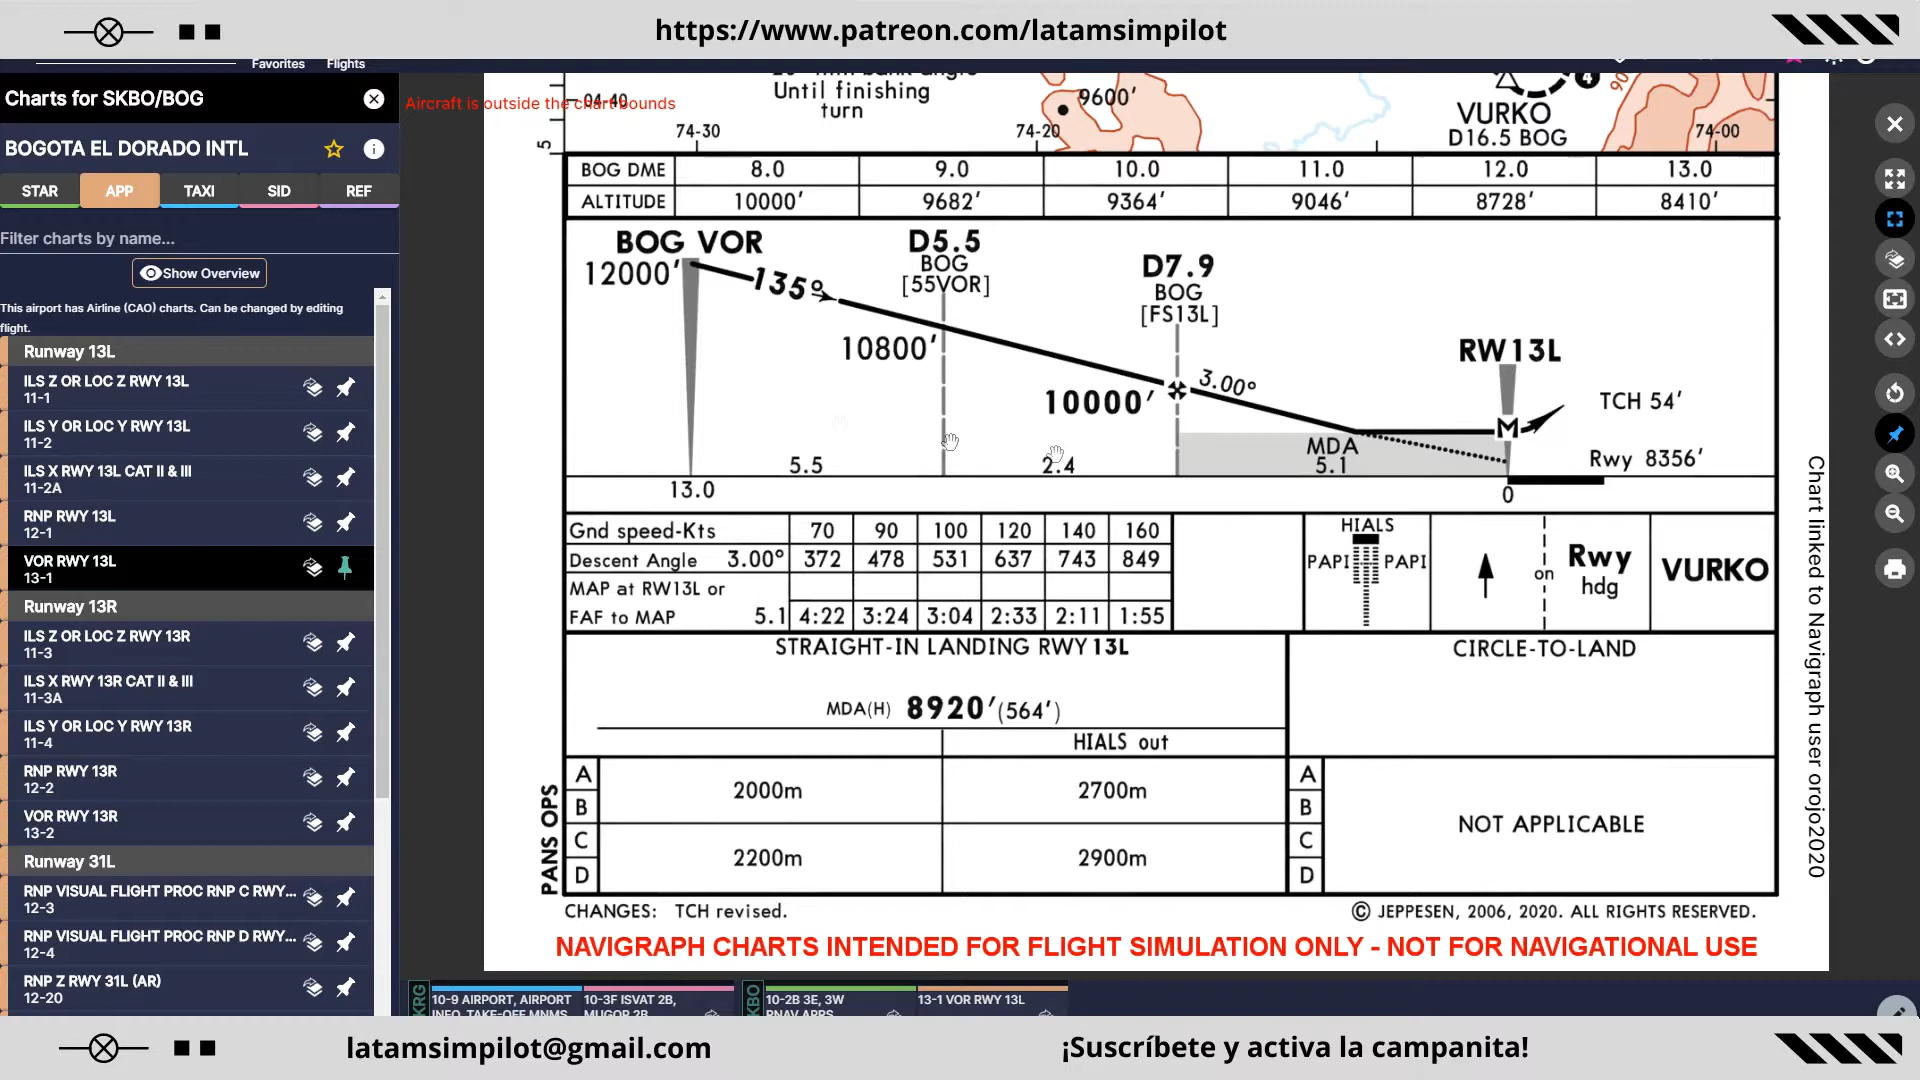 https://www.patreon.com/latamsimpilot
Favorites
Flights
Charts for SKBO/BOG
BOGOTA EL DORADO INTL
STAR
APP
TAXI
SID
REF
Filter charts by name...
Show Overview
This airport has Airline (CAO) charts. Can be changed by editing
flight.
Runway 13L
ILS Z OR LOC Z RWY 13L
11-1
ILS Y OR LOC Y RWY 13L
11-2
ILS X RWY 13L CAT II & III
11-2A
RNP RWY 13L
12-1
VOR RWY 13L
13-1
Runway 13R
ILS Z OR LOC Z RWY 13R
11-3
ILS X RWY 13R CAT II & III
11-3A
ILS Y OR LOC Y RWY 13R
11-4
RNP RWY 13R
12-2
VOR RWY 13R
13-2
Runway 31L
RNP VISUAL FLIGHT PROC RNP C RWY...
12-3
RNP VISUAL FLIGHT PROC RNP D RWY...
12-4
RNP Z RWY 31L (AR)
12-20
Aircraft is outside the chart bounds
04-40
Until finishing
turn
9600'
4
VURKO
D16.5 BOG
5
74-30
74-20
74-00
BOG DME 8.0 9.0 10.0 11.0 12.0 13.0
ALTITUDE 10000' 9682' 9364' 9046' 8728' 8410'
BOG VOR
12000'
135°
D5.5
BOG
[55VOR]
10800'
D7.9
BOG
[FS13L]
10000'
3.00°
RW13L
TCH 54'
M
MDA
Rwy 8356'
5.5
2.4
5.1
13.0
0
Gnd speed-Kts 70 90 100 120 140 160
Descent Angle 3.00° 372 478 531 637 743 849
MAP at RW13L or
FAF to MAP 5.1 4:22 3:24 3:04 2:33 2:11 1:55
HIALS
PAPI PAPI
on
Rwy
hdg
VURKO
STRAIGHT-IN LANDING RWY 13L
CIRCLE-TO-LAND
MDA(H) 8920'(564')
HIALS out
PANS OPS
A
B
C
D
2000m
2700m
2200m
2900m
A
B
C
D
NOT APPLICABLE
CHANGES: TCH revised.
© JEPPESEN, 2006, 2020. ALL RIGHTS RESERVED.
NAVIGRAPH CHARTS INTENDED FOR FLIGHT SIMULATION ONLY - NOT FOR NAVIGATIONAL USE
Chart linked to Navigraph user orojo2020
SKRG
10-9 AIRPORT, AIRPORT
INFO, TAKE-OFF MNMS
10-3F ISVAT 2B,
MUGOP 2B
SKBO
10-2B 3E, 3W
RNAV ARRS
13-1 VOR RWY 13L
latamsimpilot@gmail.com
¡Suscríbete y activa la campanita!